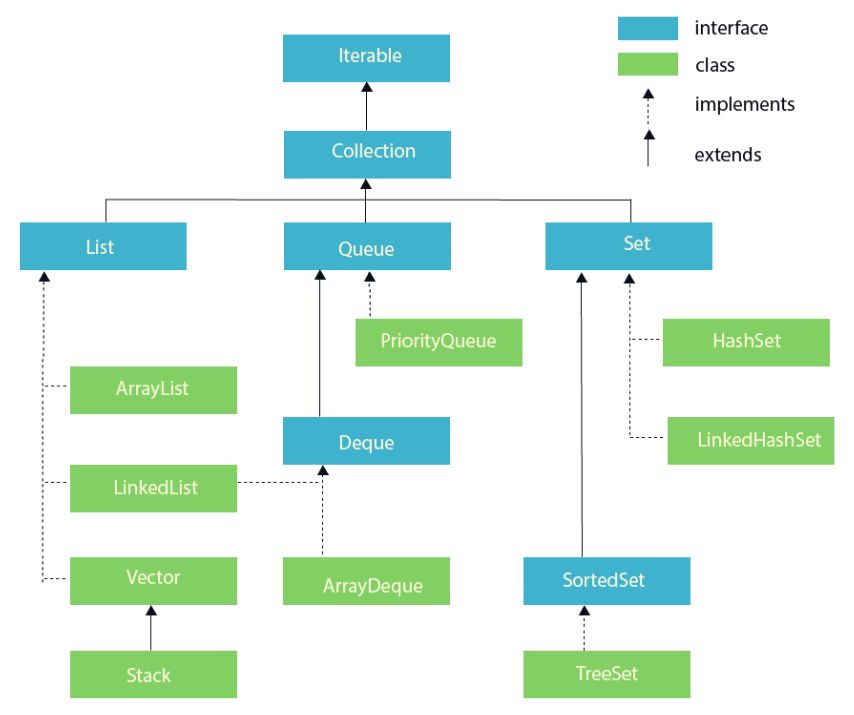 interface
Iterable
class
implements
Collection
extends
List
Queue
Set
PriorityQueue
HashSet
ArrayList
Deque
LinkedHashSet
LinkedList
Vector
ArrayDeque
SortedSet
Stack
TreeSet